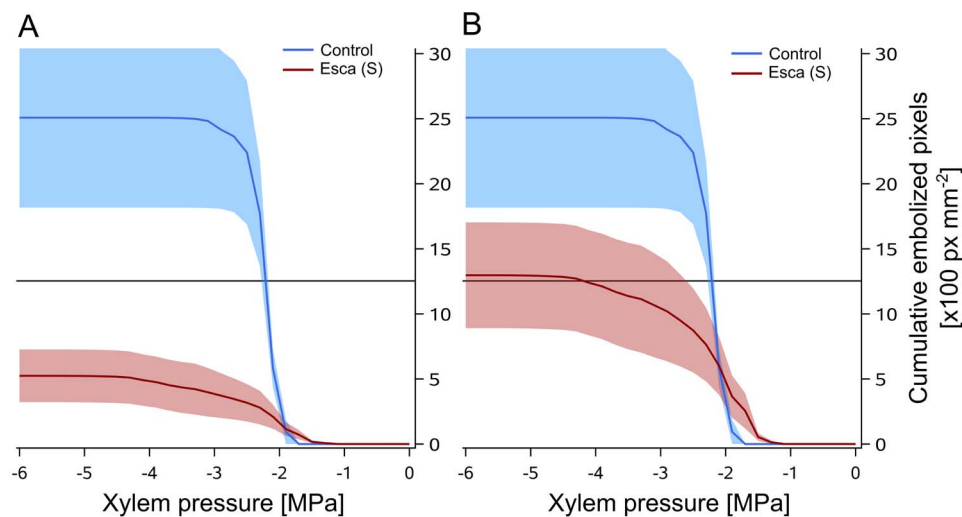 A
Control
Esca (S)
30
25
20
15
10
5
0
-6 -5 -4 -3 -2 -1 0
Xylem pressure [MPa]
B
Control
Esca (S)
30
25
20
15
10
5
0
-6 -5 -4 -3 -2 -1 0
Xylem pressure [MPa]
Cumulative embolized pixels
[x100 px mm-2]